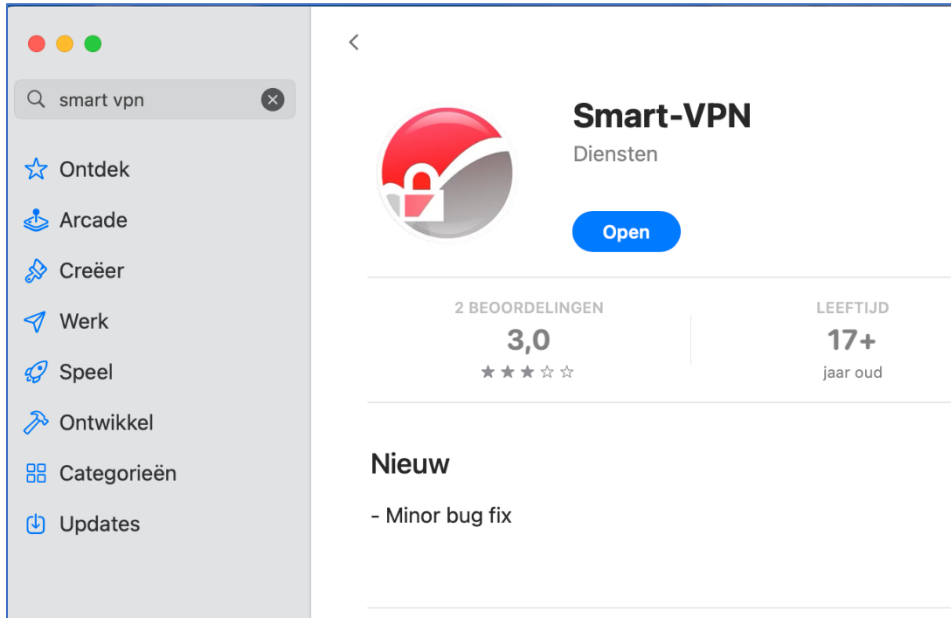 smart vpn
Ontdek
Arcade
Creëer
Werk
Speel
Ontwikkel
Categorieën
Updates
Smart-VPN
Diensten
Open
2 BEOORDELINGEN
3,0
LEEFTIJD
17+
jaar oud
Nieuw
- Minor bug fix